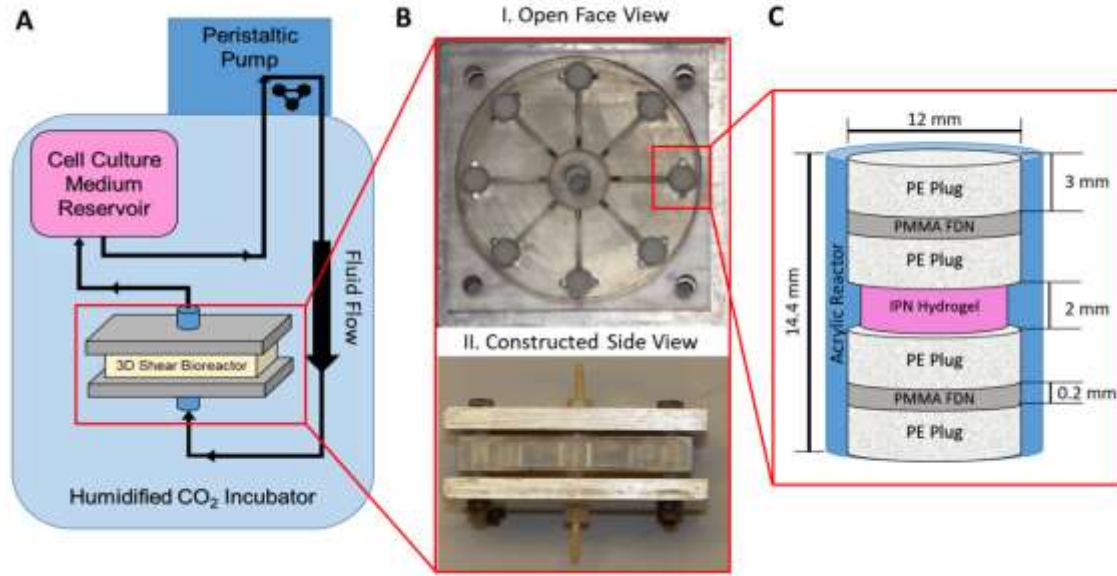 A
Peristaltic
Pump
Cell Culture
Medium
Reservoir
Fluid Flow
3D Shear Bioreactor
Humidified CO₂ Incubator
B
I. Open Face View
II. Constructed Side View
C
12 mm
PE Plug
3 mm
PMMA FDN
PE Plug
14.4 mm
Acrylic Reactor
IPN Hydrogel
2 mm
PE Plug
PMMA FDN
0.2 mm
PE Plug